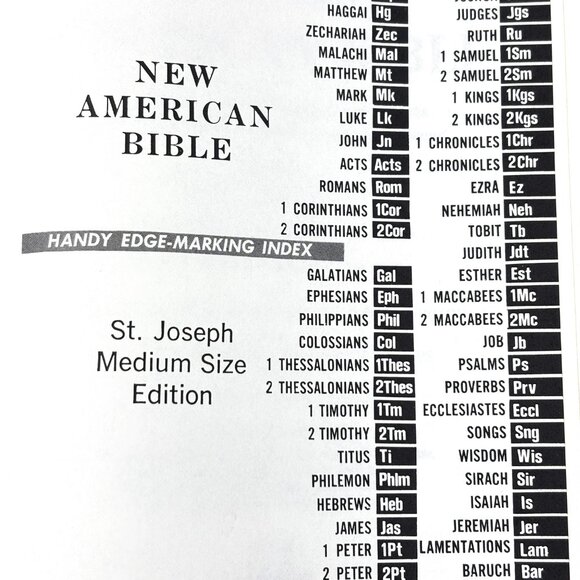 NEW
AMERICAN
BIBLE
HANDY EDGE-MARKING INDEX
St. Joseph
Medium Size
Edition
HAGGAI Hg
ZECHARIAH Zec
MALACHI Mal
MATTHEW Mt
MARK Mk
LUKE Lk
JOHN Jn
ACTS Acts
ROMANS Rom
1 CORINTHIANS 1Cor
2 CORINTHIANS 2Cor
GALATIANS Gal
EPHESIANS Eph
PHILIPPIANS Phil
COLOSSIANS Col
1 THESSALONIANS 1Thes
2 THESSALONIANS 2Thes
1 TIMOTHY 1Tm
2 TIMOTHY 2Tm
TITUS Ti
PHILEMON Phlm
HEBREWS Heb
JAMES Jas
1 PETER 1Pt
2 PETER 2Pt
JUDGES Jgs
RUTH Ru
1 SAMUEL 1Sm
2 SAMUEL 2Sm
1 KINGS 1Kgs
2 KINGS 2Kgs
1 CHRONICLES 1Chr
2 CHRONICLES 2Chr
EZRA Ez
NEHEMIAH Neh
TOBIT Tb
JUDITH Jdt
ESTHER Est
1 MACCABEES 1Mc
2 MACCABEES 2Mc
JOB Jb
PSALMS Ps
PROVERBS Prv
ECCLESIASTES Eccl
SONGS Sng
WISDOM Wis
SIRACH Sir
ISAIAH Is
JEREMIAH Jer
LAMENTATIONS Lam
BARUCH Bar